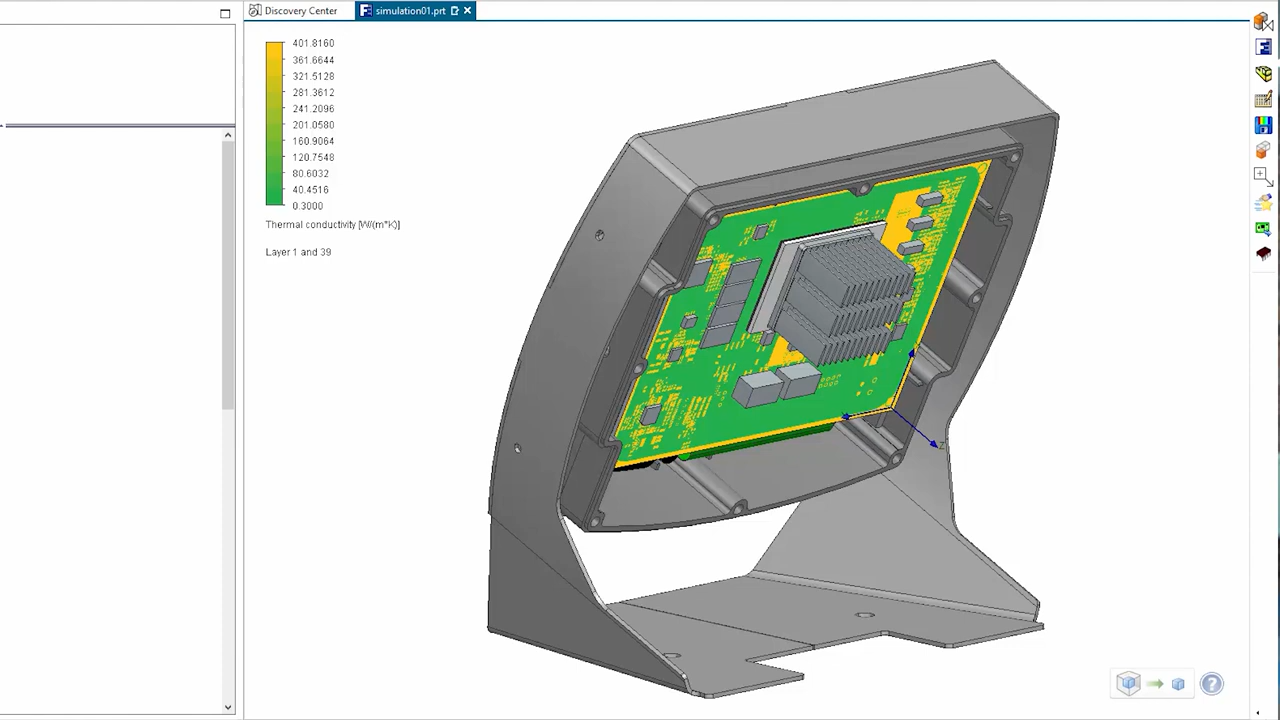 Discovery Center
simulation01.prt
401.8160
361.6644
321.5128
281.3612
241.2096
201.0580
160.9064
120.7548
80.6032
40.4516
0.3000
Thermal conductivity [W/(m*K)]
Layer 1 and 39
Z